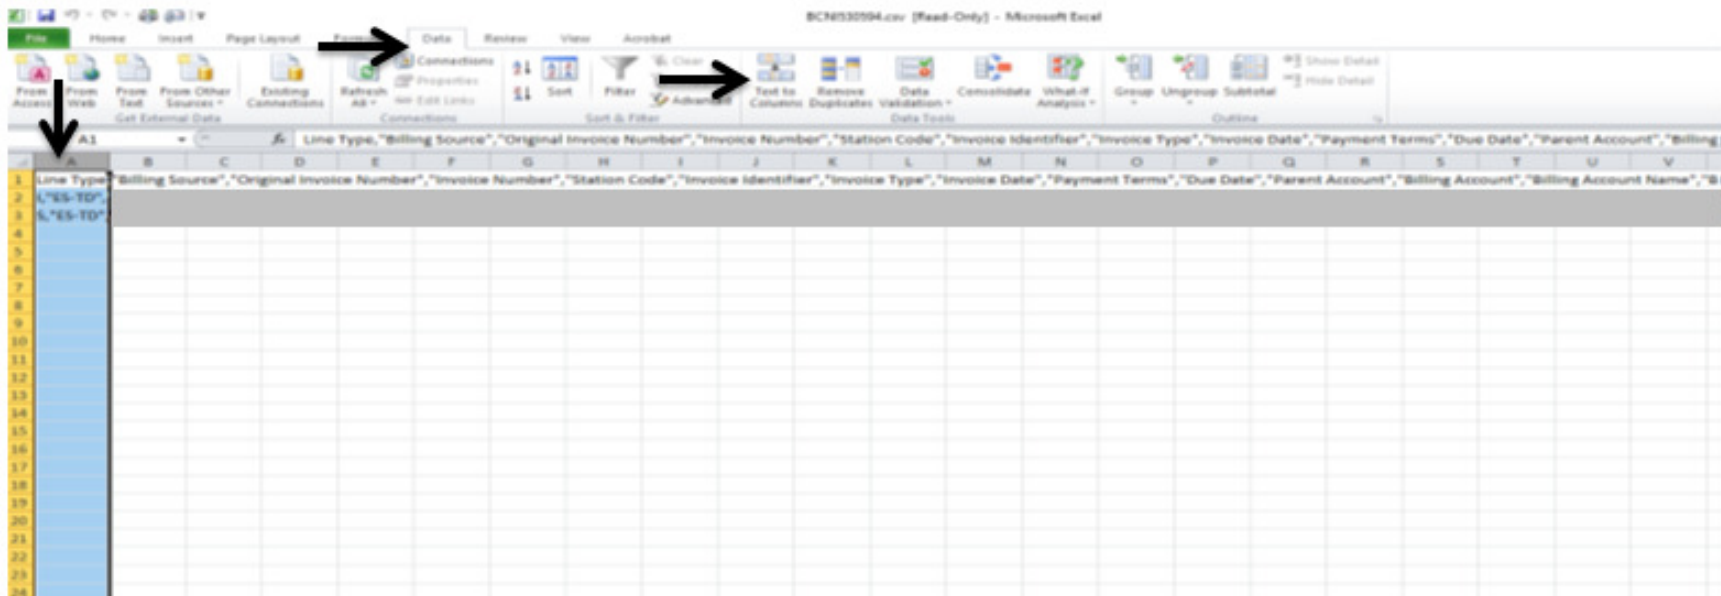 BCNI530594.csv [Read-Only] - Microsoft Excel
File Home Insert Page Layout Data Review View Acrobat
From Access From Web From Text From Other Sources Existing Connections Refresh All Connections Properties Edit Links Sort Filter Clear Advanced Text to Columns Remove Duplicates Data Validation Consolidate What-If Analysis Group Ungroup Subtotal Show Detail Hide Detail
Get External Data Connections Sort & Filter Data Tools Outline
A1 fx Line Type,"Billing Source","Original Invoice Number","Invoice Number","Station Code","Invoice Identifier","Invoice Type","Invoice Date","Payment Terms","Due Date","Parent Account","Billing
A B C D E F G H I J K L M N O P Q R S T U V
1 Line Type,"Billing Source","Original Invoice Number","Invoice Number","Station Code","Invoice Identifier","Invoice Type","Invoice Date","Payment Terms","Due Date","Parent Account","Billing Account","Billing Account Name","B
2 I,"ES-TD",
3 S,"ES-TD",
4
5
6
7
8
9
10
11
12
13
14
15
16
17
18
19
20
21
22
23
24